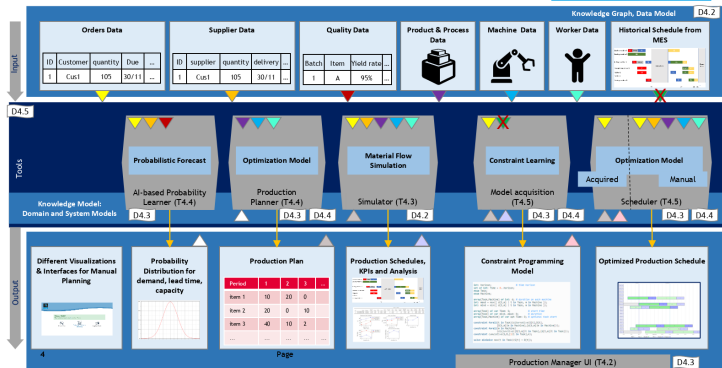 Knowledge Graph, Data Model
D4.2
Input
Orders Data
ID Customer quantity Due ...
1 Cus1 105 30/11 ...
Supplier Data
ID supplier quantity delivery ...
1 Cus1 105 30/11 ...
Quality Data
Batch Item Yield rate ...
1 A 95% ...
Product & Process
Data
Machine Data
Worker Data
Historical Schedule from
MES
D4.5
Tools
Probabilistic Forecast
AI-based Probability
Learner (T4.4)
Optimization Model
Production
Planner (T4.4)
Material Flow
Simulation
Simulator (T4.3)
Constraint Learning
Model acquisition
(T4.5)
Optimization Model
Acquired
Manual
Scheduler (T4.5)
Knowledge Model:
Domain and System Models
D4.3
D4.3
D4.4
D4.2
D4.3
D4.4
D4.3
D4.4
Output
Different Visualizations
& Interfaces for Manual
Planning
Probability
Distribution for
demand, lead time,
capacity
Production Plan
Period 1 2 3 ...
Item 1 10 20 0
Item 2 20 0 10
Item 3 40 10 2
... ... ... ...
Production Schedules,
KPIs and Analysis
Constraint Programming
Model
Optimized Production Schedule
4
Page
Production Manager UI (T4.2)
D4.3